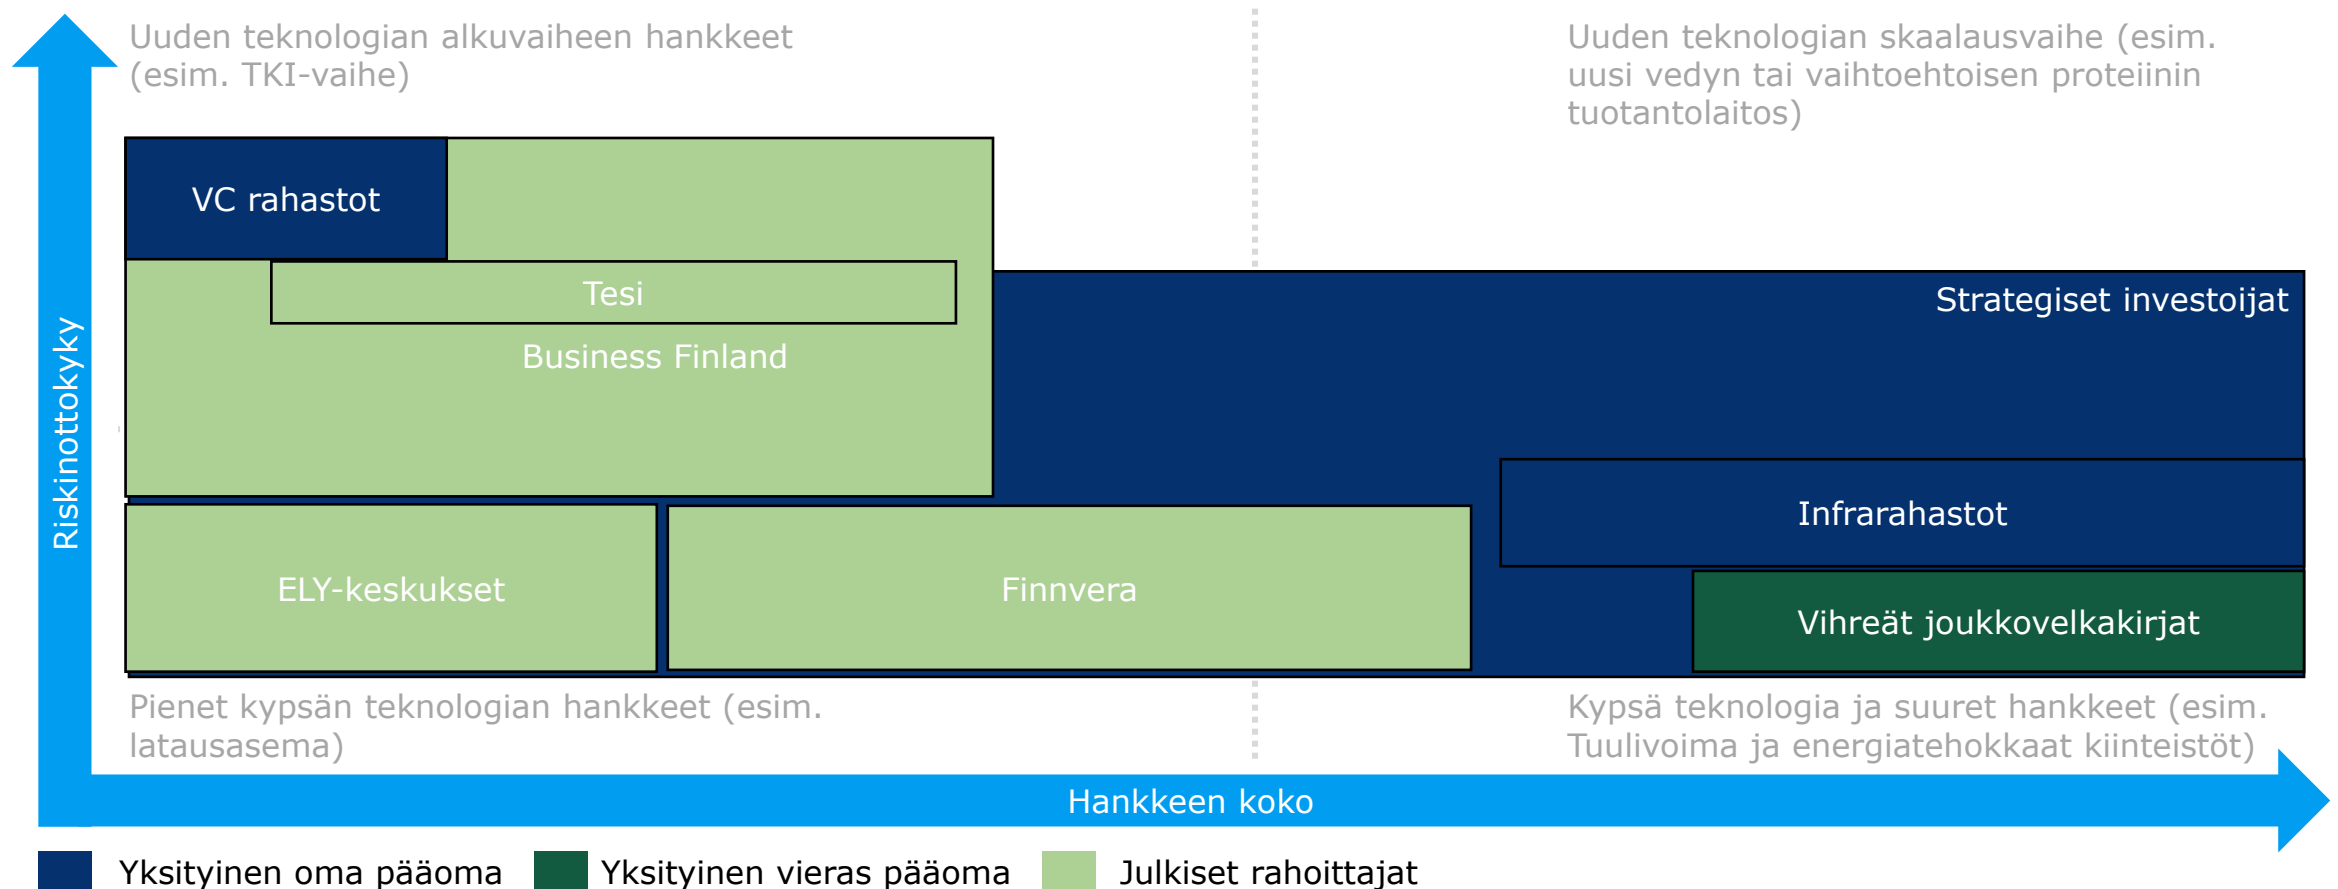 Uuden teknologian alkuvaiheen hankkeet
(esim. TKI-vaihe)
Uuden teknologian skaalausvaihe (esim.
uusi vedyn tai vaihtoehtoisen proteiinin
tuotantolaitos)
VC rahastot
Tesi
Business Finland
Strategiset investoijat
Riskinottokyky
Infrarahastot
ELY-keskukset
Finnvera
Vihreät joukkovelkakirjat
Pienet kypsän teknologian hankkeet (esim.
latausasema)
Kypsä teknologia ja suuret hankkeet (esim.
Tuulivoima ja energiatehokkaat kiinteistöt)
Hankkeen koko
Yksityinen oma pääoma
Yksityinen vieras pääoma
Julkiset rahoittajat